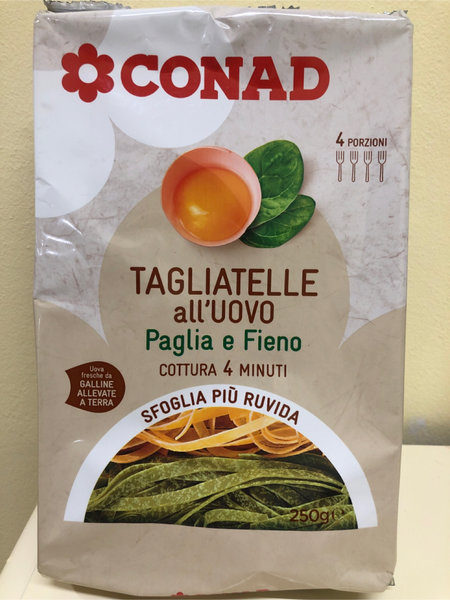 CONAD
4 PORZIONI
TAGLIATELLE
all'UOVO
Paglia e Fieno
COTTURA 4 MINUTI
Uova
fresche da
GALLINE
ALLEVATE
A TERRA
SFOGLIA PIÙ RUVIDA
250g e